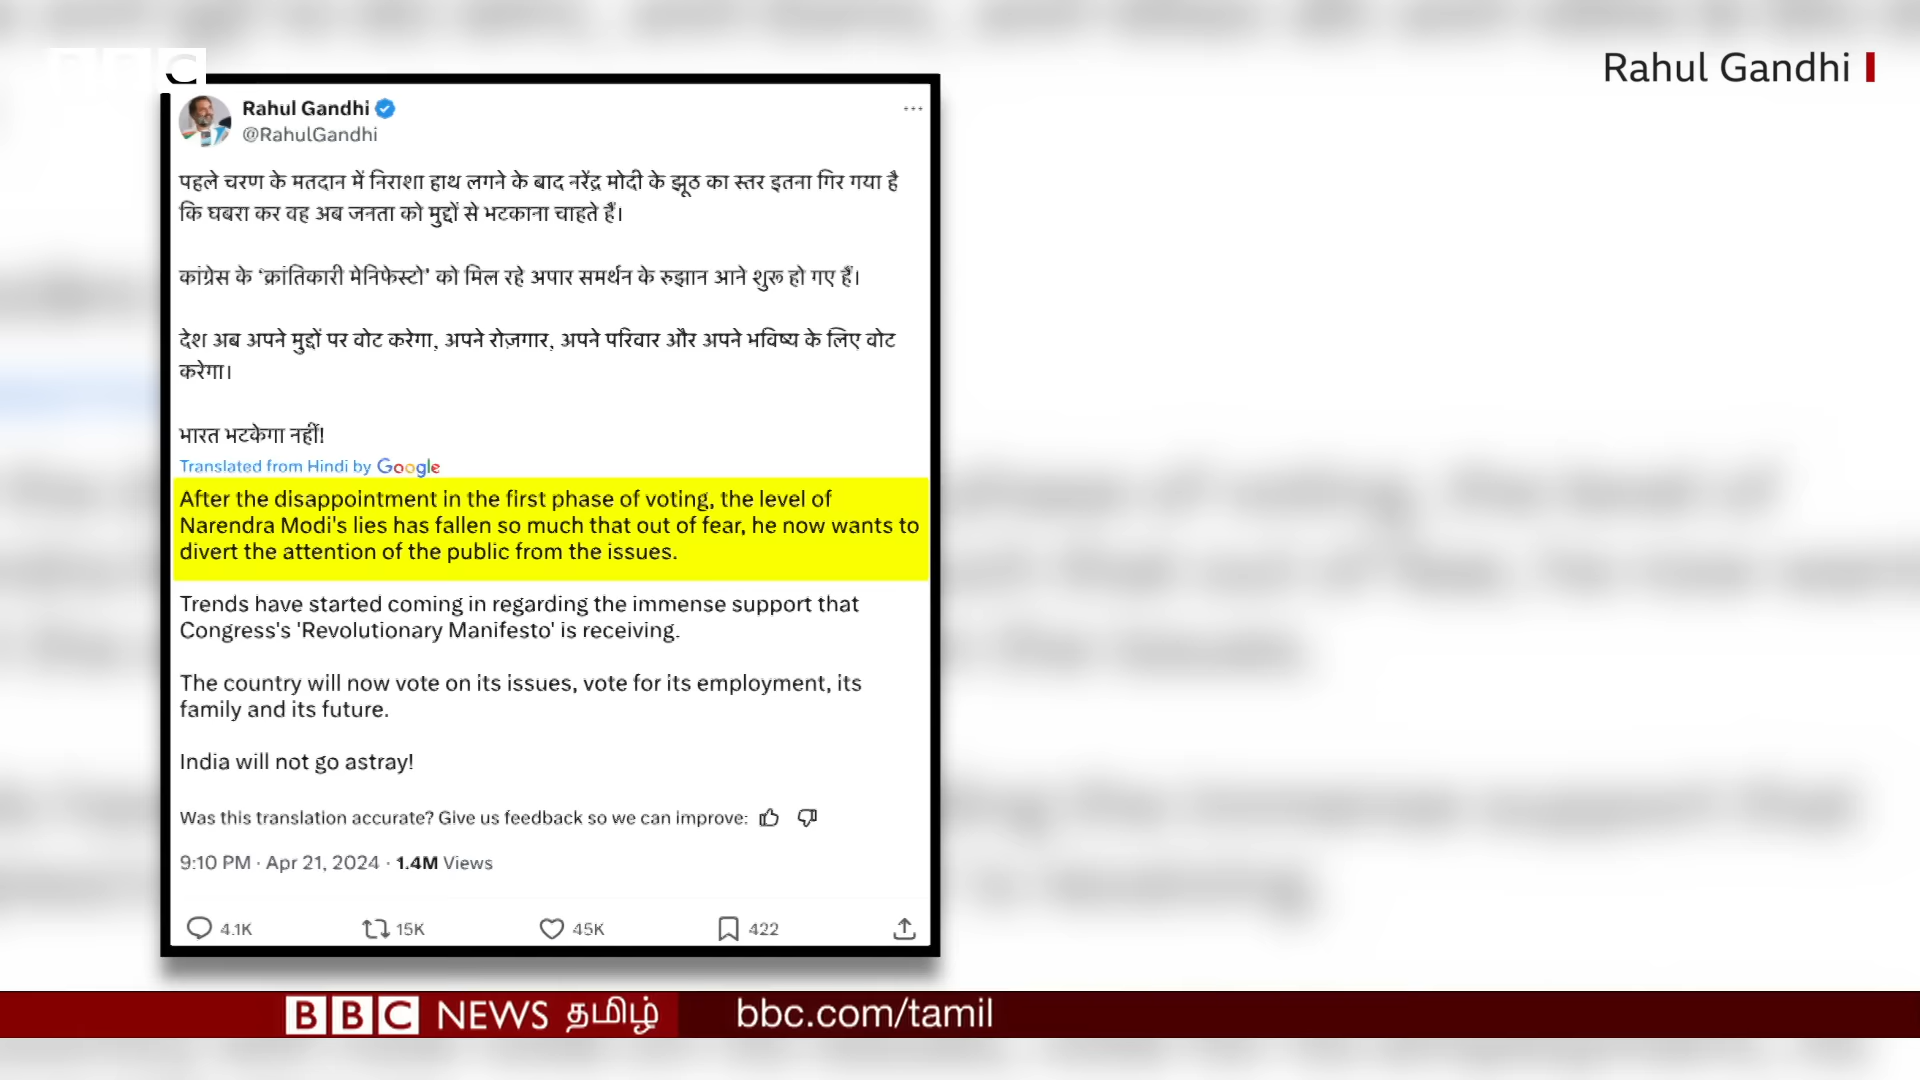 Rahul Gandhi
Rahul Gandhi
@RahulGandhi
पहले चरण के मतदान में निराशा हाथ लगने के बाद नरेंद्र मोदी के झूठ का स्तर इतना गिर गया है
कि घबरा कर वह अब जनता को मुद्दों से भटकाना चाहते हैं।
कांग्रेस के ‘क्रांतिकारी मेनिफेस्टो’ को मिल रहे अपार समर्थन के रुझान आने शुरू हो गए हैं।
देश अब अपने मुद्दों पर वोट करेगा, अपने रोज़गार, अपने परिवार और अपने भविष्य के लिए वोट
करेगा।
भारत भटकेगा नहीं!
Translated from Hindi by Google
After the disappointment in the first phase of voting, the level of
Narendra Modi's lies has fallen so much that out of fear, he now wants to
divert the attention of the public from the issues.
Trends have started coming in regarding the immense support that
Congress's 'Revolutionary Manifesto' is receiving.
The country will now vote on its issues, vote for its employment, its
family and its future.
India will not go astray!
Was this translation accurate? Give us feedback so we can improve:
9:10 PM · Apr 21, 2024 · 1.4M Views
4.1K 15K 45K 422
BBC NEWS தமிழ் bbc.com/tamil